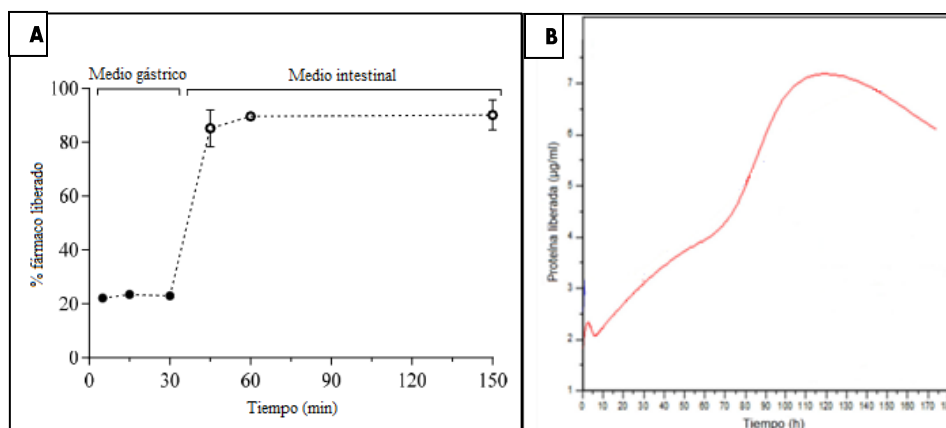 A
Medio gástrico
Medio intestinal
% fármaco liberado
100
80
60
40
20
0
0 30 60 90 120 150
Tiempo (min)
B
Proteína liberada (µg/ml)
7
6
5
4
3
2
1
0 10 20 30 40 50 60 70 80 90 100 110 120 130 140 150 160 170
Tiempo (h)